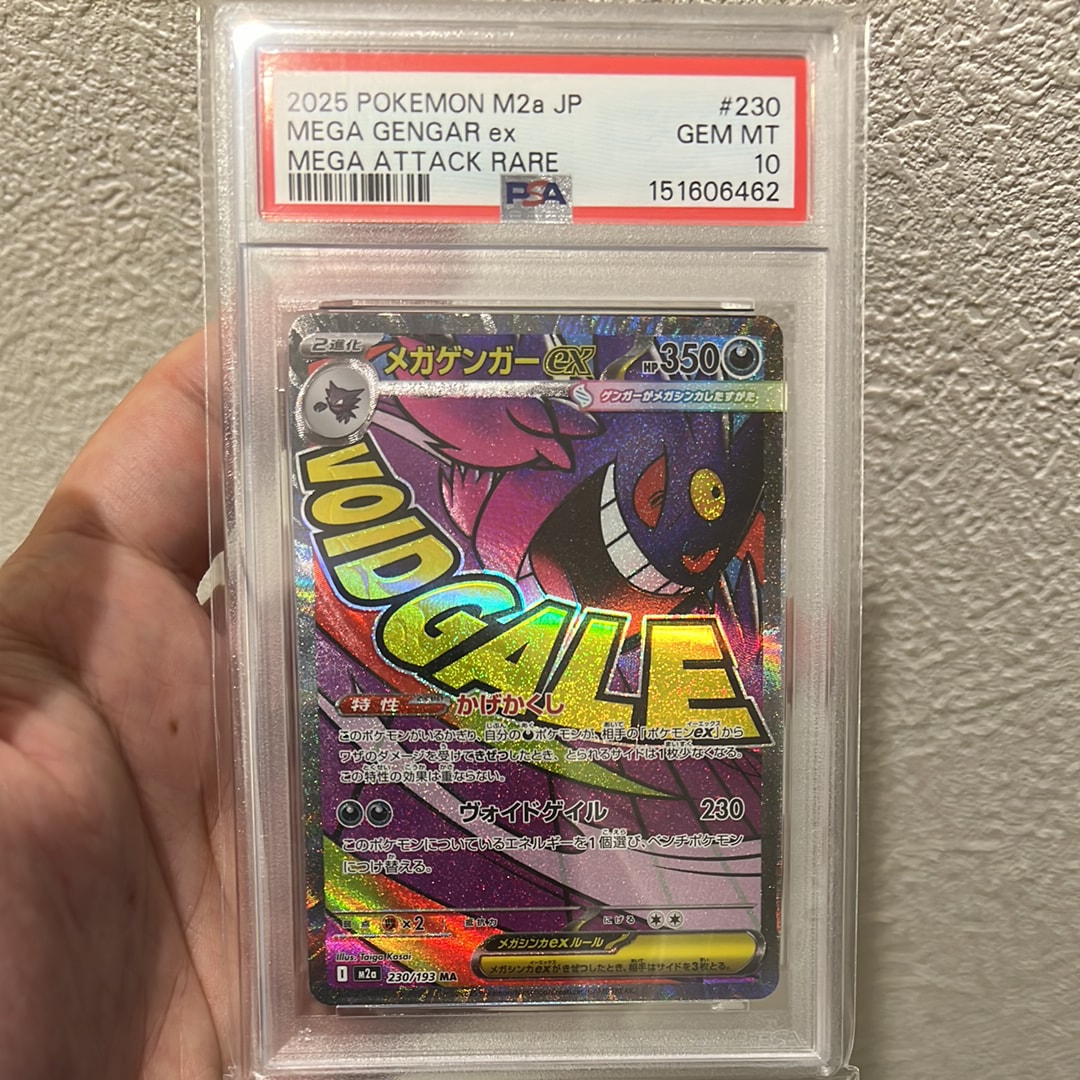 2025 POKEMON M2a JP #230
MEGA GENGAR ex GEM MT
MEGA ATTACK RARE 10
PSA 151606462
2進化 メガゲンガーex HP350
ゲンガーがメガシンカしたすがた
VOID GALE
特性 かげかくし
このポケモンがいるかぎり、自分のポケモンが、相手の「ポケモンex」から
ワザのダメージを受けてきぜつしたとき、とられるサイドは1枚少なくなる。
この特性の効果は重ならない。
ヴォイドゲイル 230
このポケモンについているエネルギーを1個選び、ベンチポケモン
につけ替える。
弱点 ×2 抵抗力 にげる
メガシンカexルール
メガシンカexがきぜつしたとき、相手はサイドを3枚とる。
Illus. Taiga Kasai
I m2a 230/193 MA